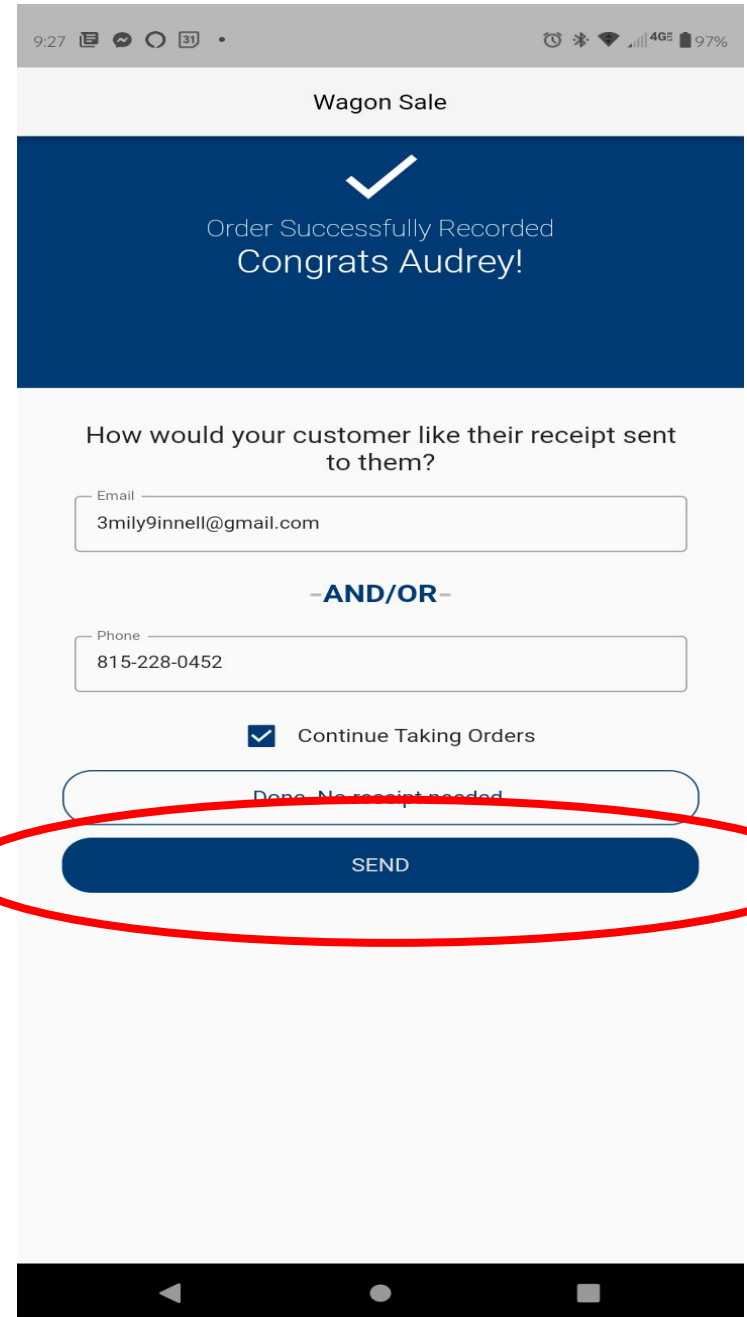 9:27 31 4GE 97%
Wagon Sale
Order Successfully Recorded
Congrats Audrey!
How would your customer like their receipt sent
to them?
Email
3mily9innell@gmail.com
-AND/OR-
Phone
815-228-0452
Continue Taking Orders
Done. No receipt needed
SEND